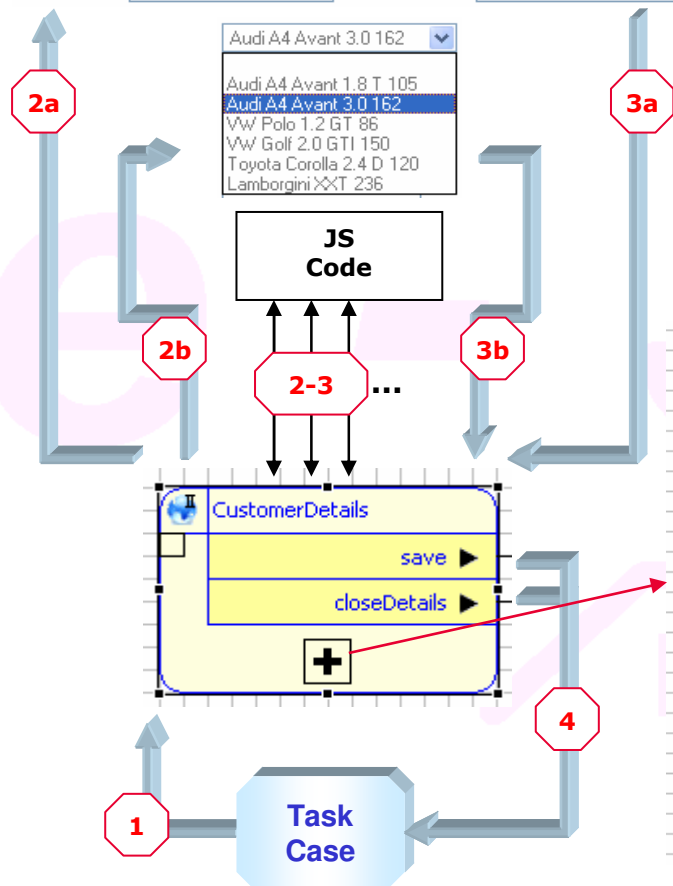 Audi A4 Avant 3.0 162
2a
3a
Audi A4 Avant 1.8 T 105
Audi A4 Avant 3.0 162
VW Polo 1.2 GT 86
VW Golf 2.0 GTI 150
Toyota Corolla 2.4 D 120
Lamborgini XXT 236
JS
Code
2b
3b
2-3
...
CustomerDetails
save
closeDetails
4
1
Task
Case